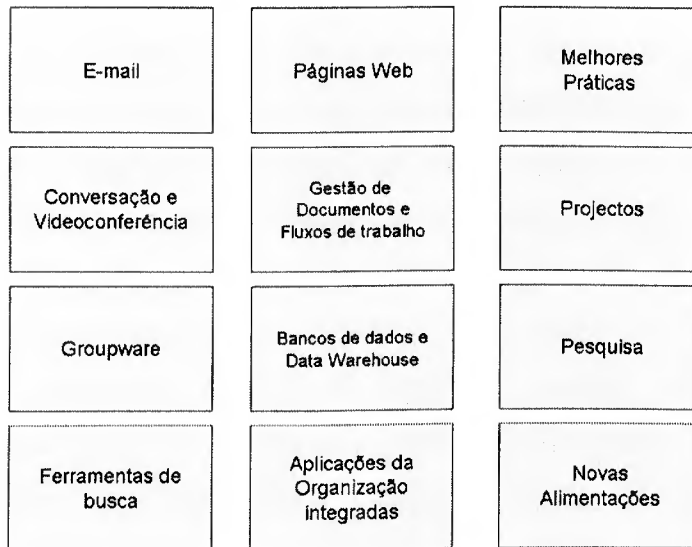 E-mail
Páginas Web
Melhores
Práticas
Conversação e
Videoconferência
Gestão de
Documentos e
Fluxos de trabalho
Projectos
Groupware
Bancos de dados e
Data Warehouse
Pesquisa
Ferramentas de
busca
Aplicações da
Organização
integradas
Novas
Alimentações